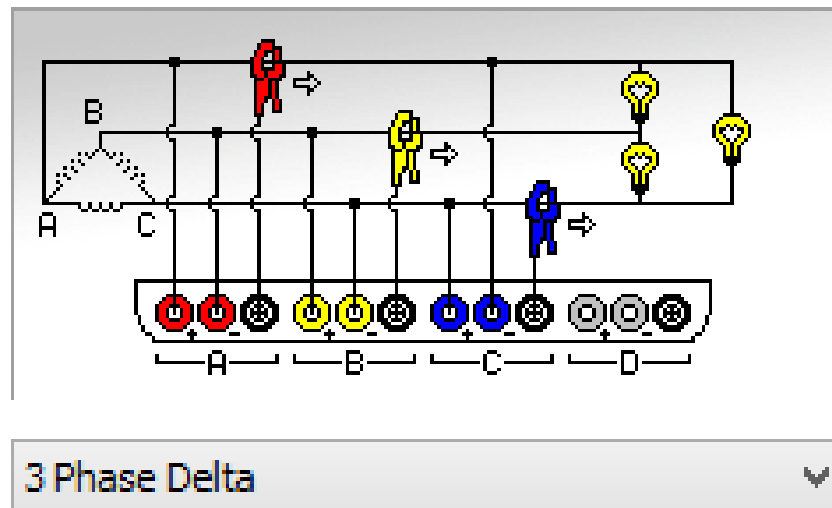 B
A C
+ - + - + - + -
A B C D
3 Phase Delta